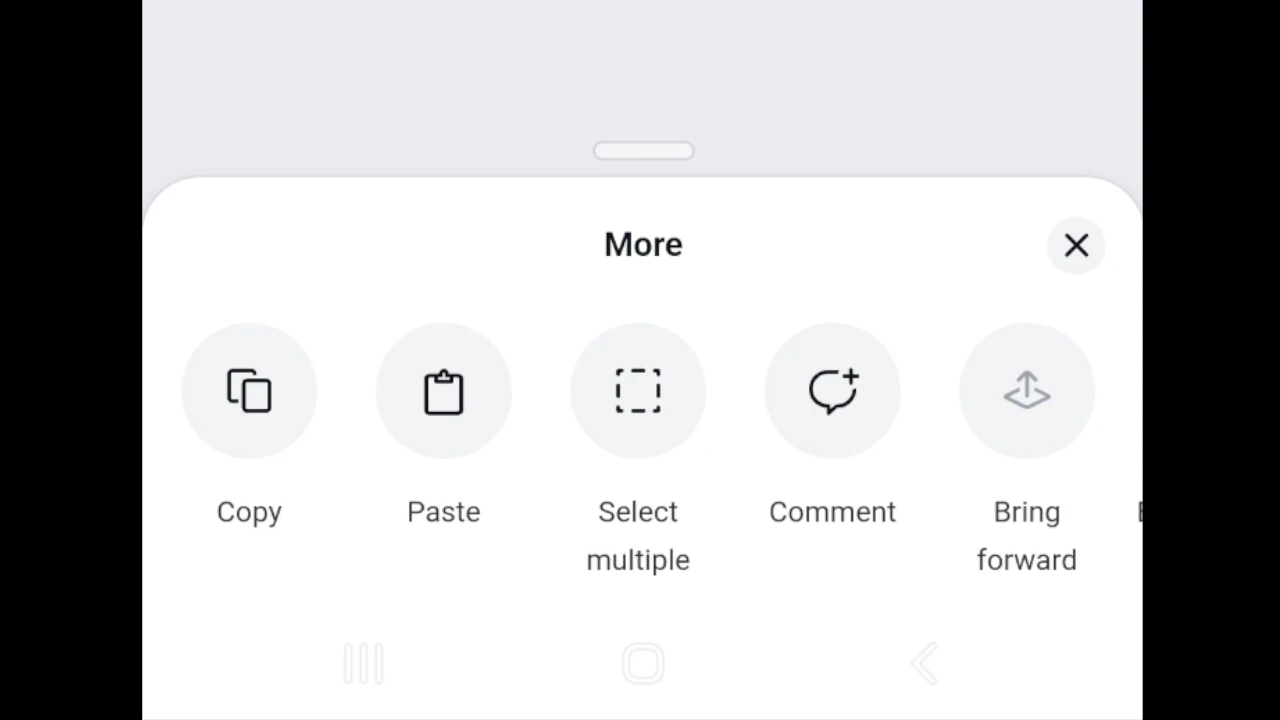 More
Copy
Paste
Select
multiple
Comment
Bring
forward